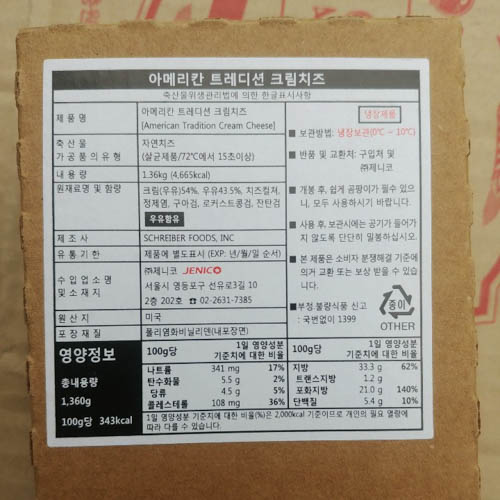 아메리칸 트레디션 크림치즈
축산물위생관리법에 의한 한글표시사항
제 품 명
아메리칸 트레디션 크림치즈
(American Tradition Cream Cheese)
축 산 물
가 공 품 의 유 형
자연치즈
(살균제품/72℃에서 15초이상)
내 용 량
1.36kg (4,665kcal)
원재료명 및 함량
크림(우유)54%, 우유43.5%, 치즈컬쳐,
정제염, 구아검, 로커스트콩검, 잔탄검
우유함유
제 조 사
SCHREIBER FOODS, INC
유 통 기 한
제품에 별도표시 (EXP: 년/월/일 순서)
수 입 업 소 명
및 소 재 지
㈜제니코 JENICO
서울시 영등포구 선유로3길 10
2층 202호 ☎ 02-2631-7385
원 산 지
미국
포 장 재 질
폴리염화비닐리덴(내포장면)
냉장제품
■ 보관방법: 냉장보관(0℃ ~ 10℃)
■ 반품 및 교환처: 구입처 및
㈜제니코
■ 개봉 후, 쉽게 곰팡이가 필수 있으
니, 모두 사용하시기 바랍니다.
■ 사용 후, 보관시에는 공기가 들어가
지 않도록 단단히 밀봉하십시오.
■ 본 제품은 소비자 분쟁해결 기준에
의거 교환 또는 보상 받을 수 있습니
다.
■부정·불량식품 신고
: 국번없이 1399
종이
OTHER
영양정보
총내용량
1,360g
100g당 343kcal
100g당 1일 영양성분
기준치에 대한 비율
나트륨 341 mg 17%
탄수화물 5.5 g 2%
당류 4.5 g 5%
콜레스테롤 108 mg 36%
100g당 1일 영양성분
기준치에 대한 비율
지방 33.3 g 62%
트랜스지방 1.2 g
포화지방 21.0 g 140%
단백질 5.4 g 10%
1일 영양성분 기준치에 대한 비율(%)은 2,000kcal 기준이므로 개인의 필요 열량에
따라 다를 수 있습니다.